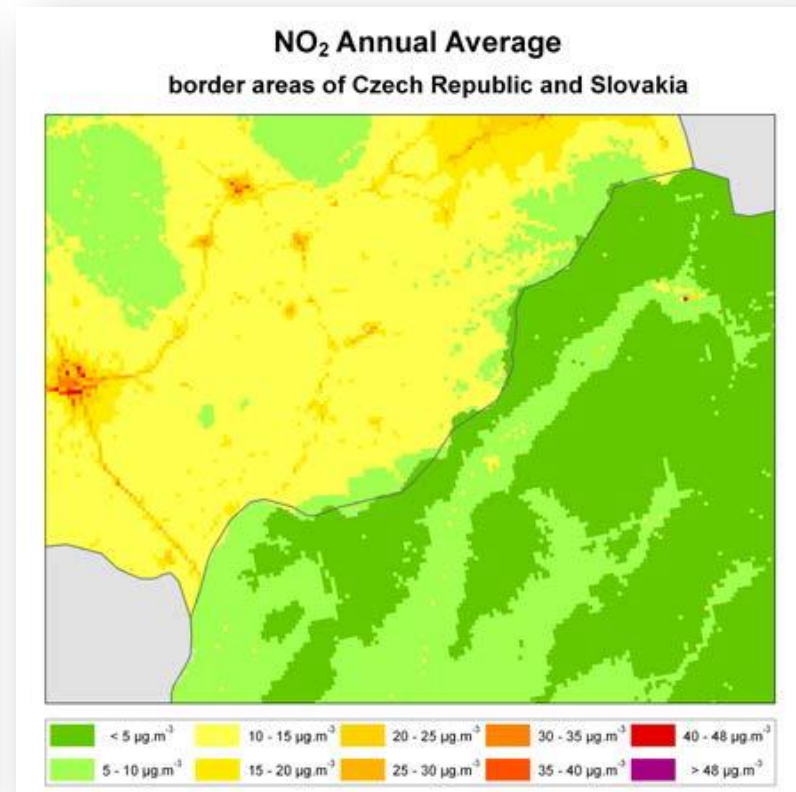 NO₂ Annual Average
border areas of Czech Republic and Slovakia
< 5 µg.m⁻³ 10 - 15 µg.m⁻³ 20 - 25 µg.m⁻³ 30 - 35 µg.m⁻³ 40 - 48 µg.m⁻³
5 - 10 µg.m⁻³ 15 - 20 µg.m⁻³ 25 - 30 µg.m⁻³ 35 - 40 µg.m⁻³ > 48 µg.m⁻³